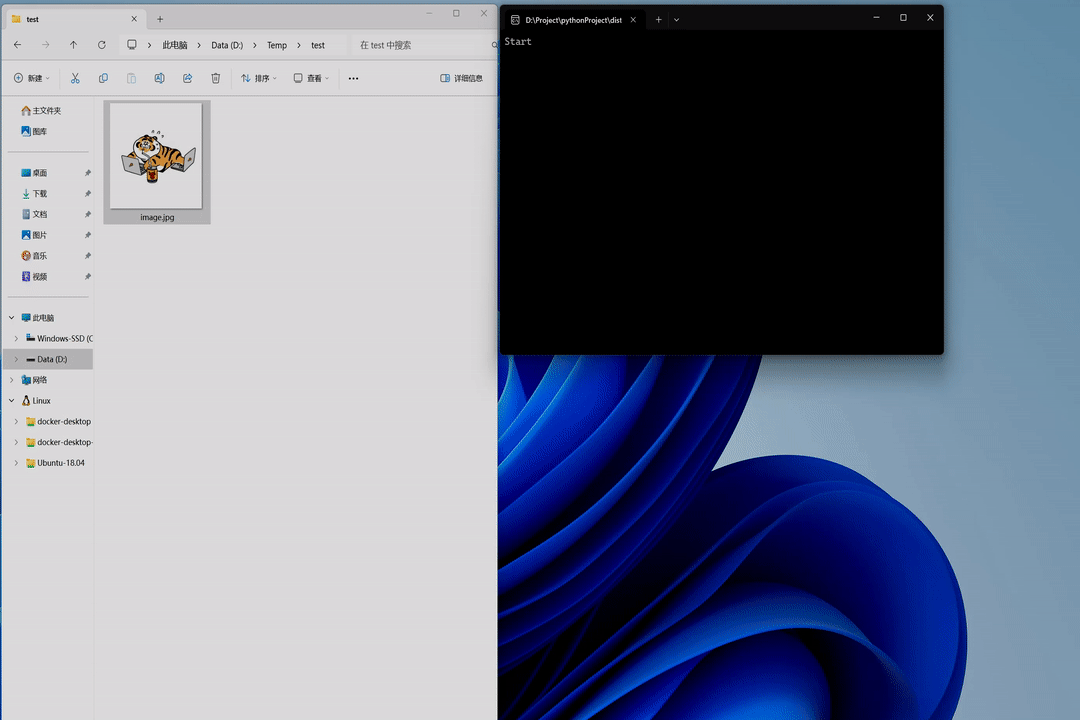 test
此电脑
Data (D:)
Temp
test
在 test 中搜索
新建
排序
查看
详细信息
主文件夹
图库
桌面
下载
文档
图片
音乐
视频
此电脑
Windows-SSD (C
Data (D:)
网络
Linux
docker-desktop
docker-desktop-
Ubuntu-18.04
image.jpg
D:\Project\pythonProject\dist
Start